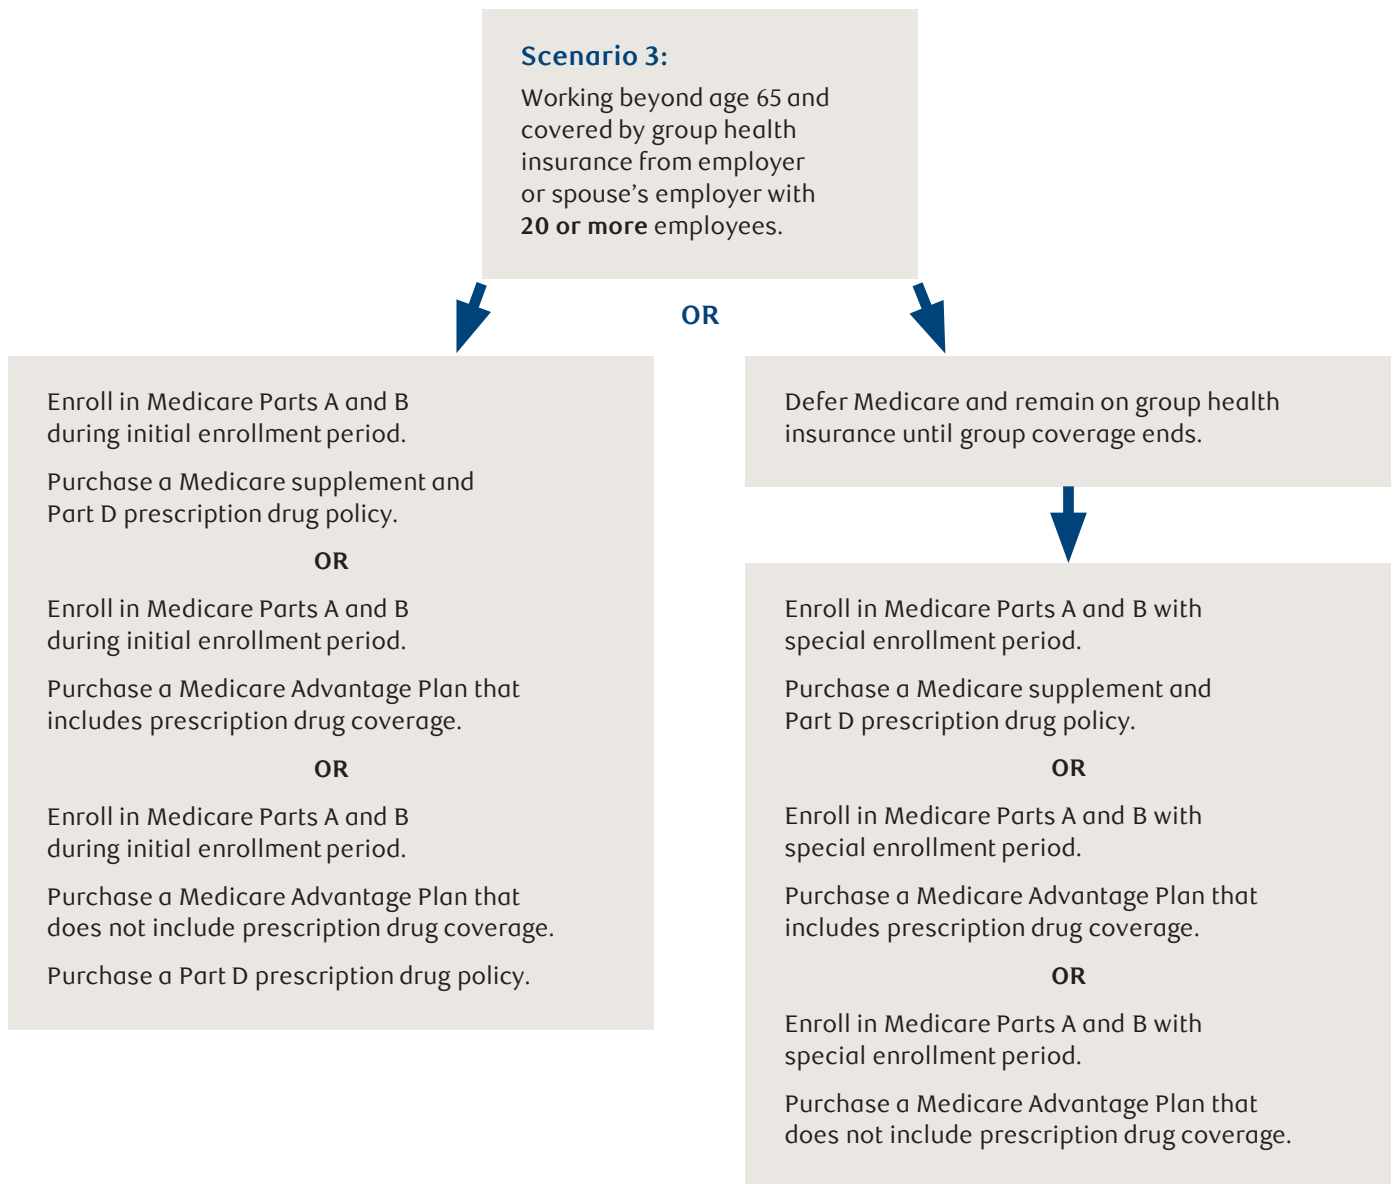 Scenario 3:
Working beyond age 65 and
covered by group health
insurance from employer
or spouse’s employer with
20 or more employees.
OR
Enroll in Medicare Parts A and B
during initial enrollment period.
Purchase a Medicare supplement and
Part D prescription drug policy.
OR
Enroll in Medicare Parts A and B
during initial enrollment period.
Purchase a Medicare Advantage Plan that
includes prescription drug coverage.
OR
Enroll in Medicare Parts A and B
during initial enrollment period.
Purchase a Medicare Advantage Plan that
does not include prescription drug coverage.
Purchase a Part D prescription drug policy.
Defer Medicare and remain on group health
insurance until group coverage ends.
Enroll in Medicare Parts A and B with
special enrollment period.
Purchase a Medicare supplement and
Part D prescription drug policy.
OR
Enroll in Medicare Parts A and B with
special enrollment period.
Purchase a Medicare Advantage Plan that
includes prescription drug coverage.
OR
Enroll in Medicare Parts A and B with
special enrollment period.
Purchase a Medicare Advantage Plan that
does not include prescription drug coverage.